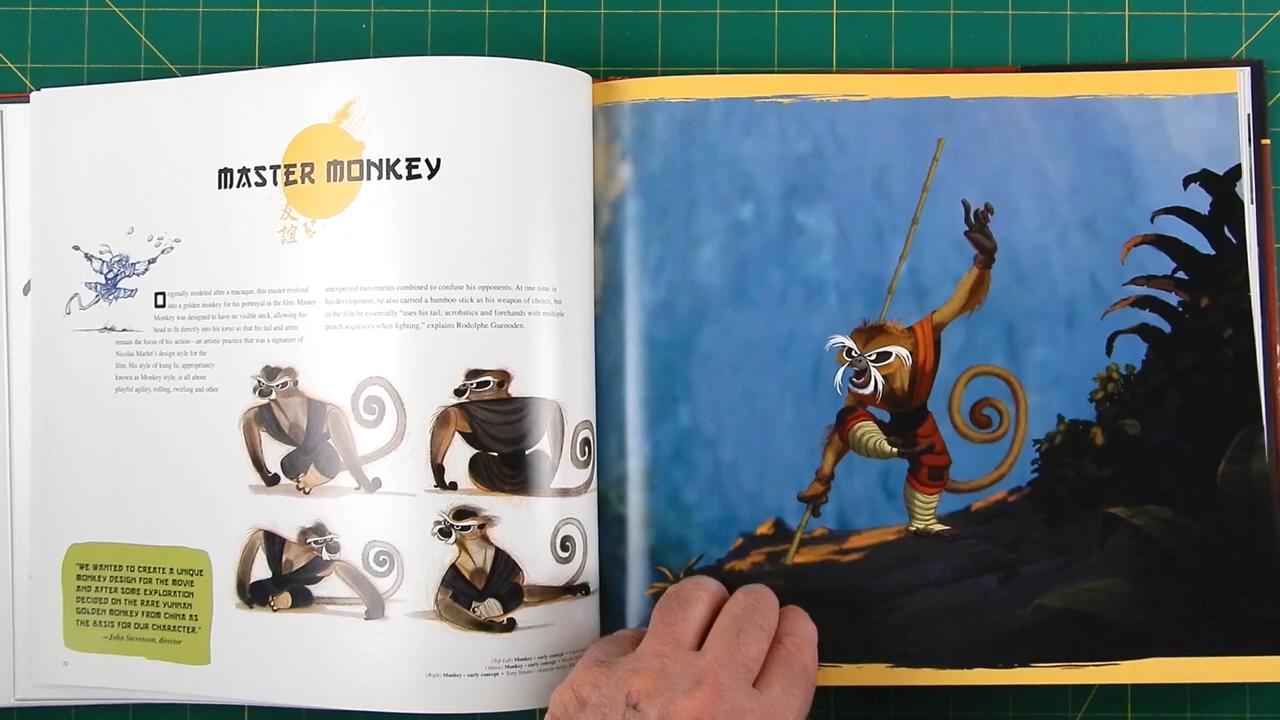 MASTER MONKEY
友
誼
Originally modeled after a macaque, this master evolved
into a golden monkey for his portrayal in the film. Master
Monkey was designed to have no visible neck, allowing his
head to fit directly into his torso so that his tail and arms
remain the focus of his action—an artistic practice that was a signature of
Nicolas Marlet's design style for the
film. His style of kung fu, appropriately
known as Monkey style, is all about
playful agility, rolling, twirling and other
unexpected movements combined to confuse his opponents. At one time in
his development, he also carried a bamboo stick as his weapon of choice, but
in the film he essentially "uses his tail, acrobatics and forehands with multiple
punch sequences when fighting," explains Rodolphe Guenoden.
"WE WANTED TO CREATE A UNIQUE
MONKEY DESIGN FOR THE MOVIE
AND AFTER SOME EXPLORATION
DECIDED ON THE RARE YUNNAN
GOLDEN MONKEY FROM CHINA AS
THE BASIS FOR OUR CHARACTER."
—John Stevenson, director
70
(Top Left) Monkey – early concept •
(Above) Monkey – early concept • Nicolas
(Right) Monkey – early concept • Tony